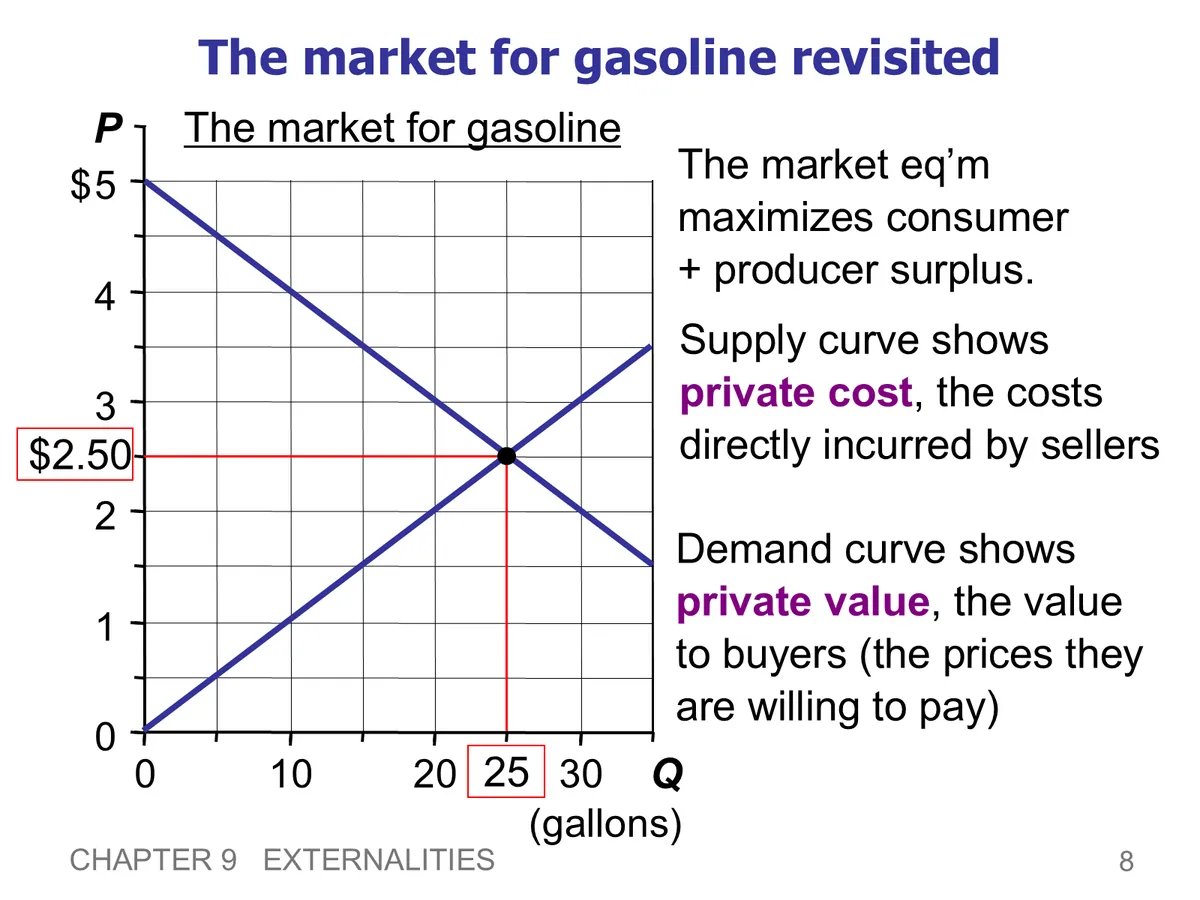 The market for gasoline revisited
P
The market for gasoline
$5
4
3
$2.50
2
1
0
0
10
20
25
30
Q
(gallons)
The market eq’m
maximizes consumer
+ producer surplus.
Supply curve shows
private cost, the costs
directly incurred by sellers
Demand curve shows
private value, the value
to buyers (the prices they
are willing to pay)
CHAPTER 9 EXTERNALITIES
8